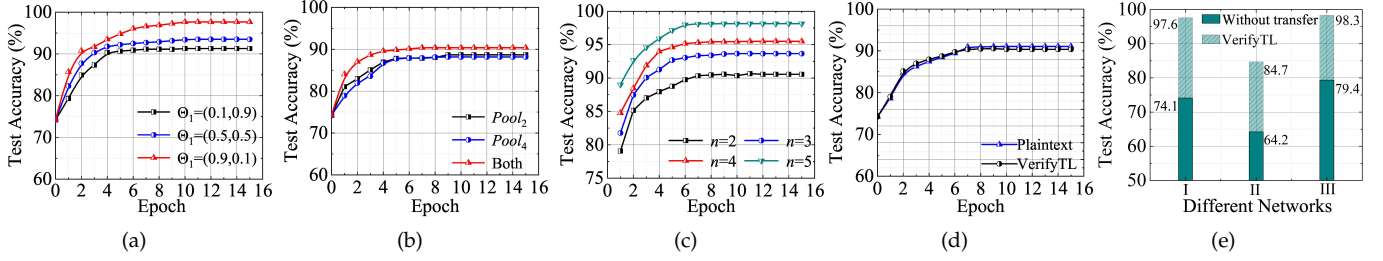 Test Accuracy (%)
100
90
80
70
60
0 2 4 6 8 10 12 14 16
Epoch
Θ₁=(0.1,0.9)
Θ₁=(0.5,0.5)
Θ₁=(0.9,0.1)
(a)
Test Accuracy (%)
100
90
80
70
60
0 2 4 6 8 10 12 14 16
Epoch
Pool₂
Pool₄
Both
(b)
Test Accuracy (%)
100
95
90
85
80
75
0 2 4 6 8 10 12 14 16
Epoch
n=2 n=3
n=4 n=5
(c)
Test Accuracy (%)
100
90
80
70
60
0 2 4 6 8 10 12 14 16
Epoch
Plaintext
VerifyTL
(d)
Test Accuracy (%)
100
90
80
70
60
50
Without transfer
VerifyTL
97.6
74.1
84.7
64.2
98.3
79.4
I II III
Different Networks
(e)